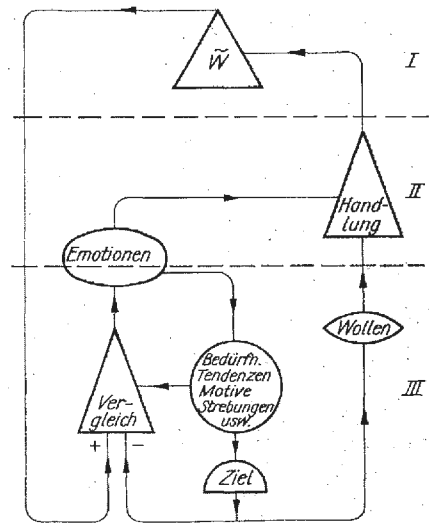 W̃
I
Hand-
lung
II
Emotionen
Wollen
Bedürfn.
Tendenzen
Motive
Strebungen
usw.
III
Ver-
gleich
+ −
Ziel